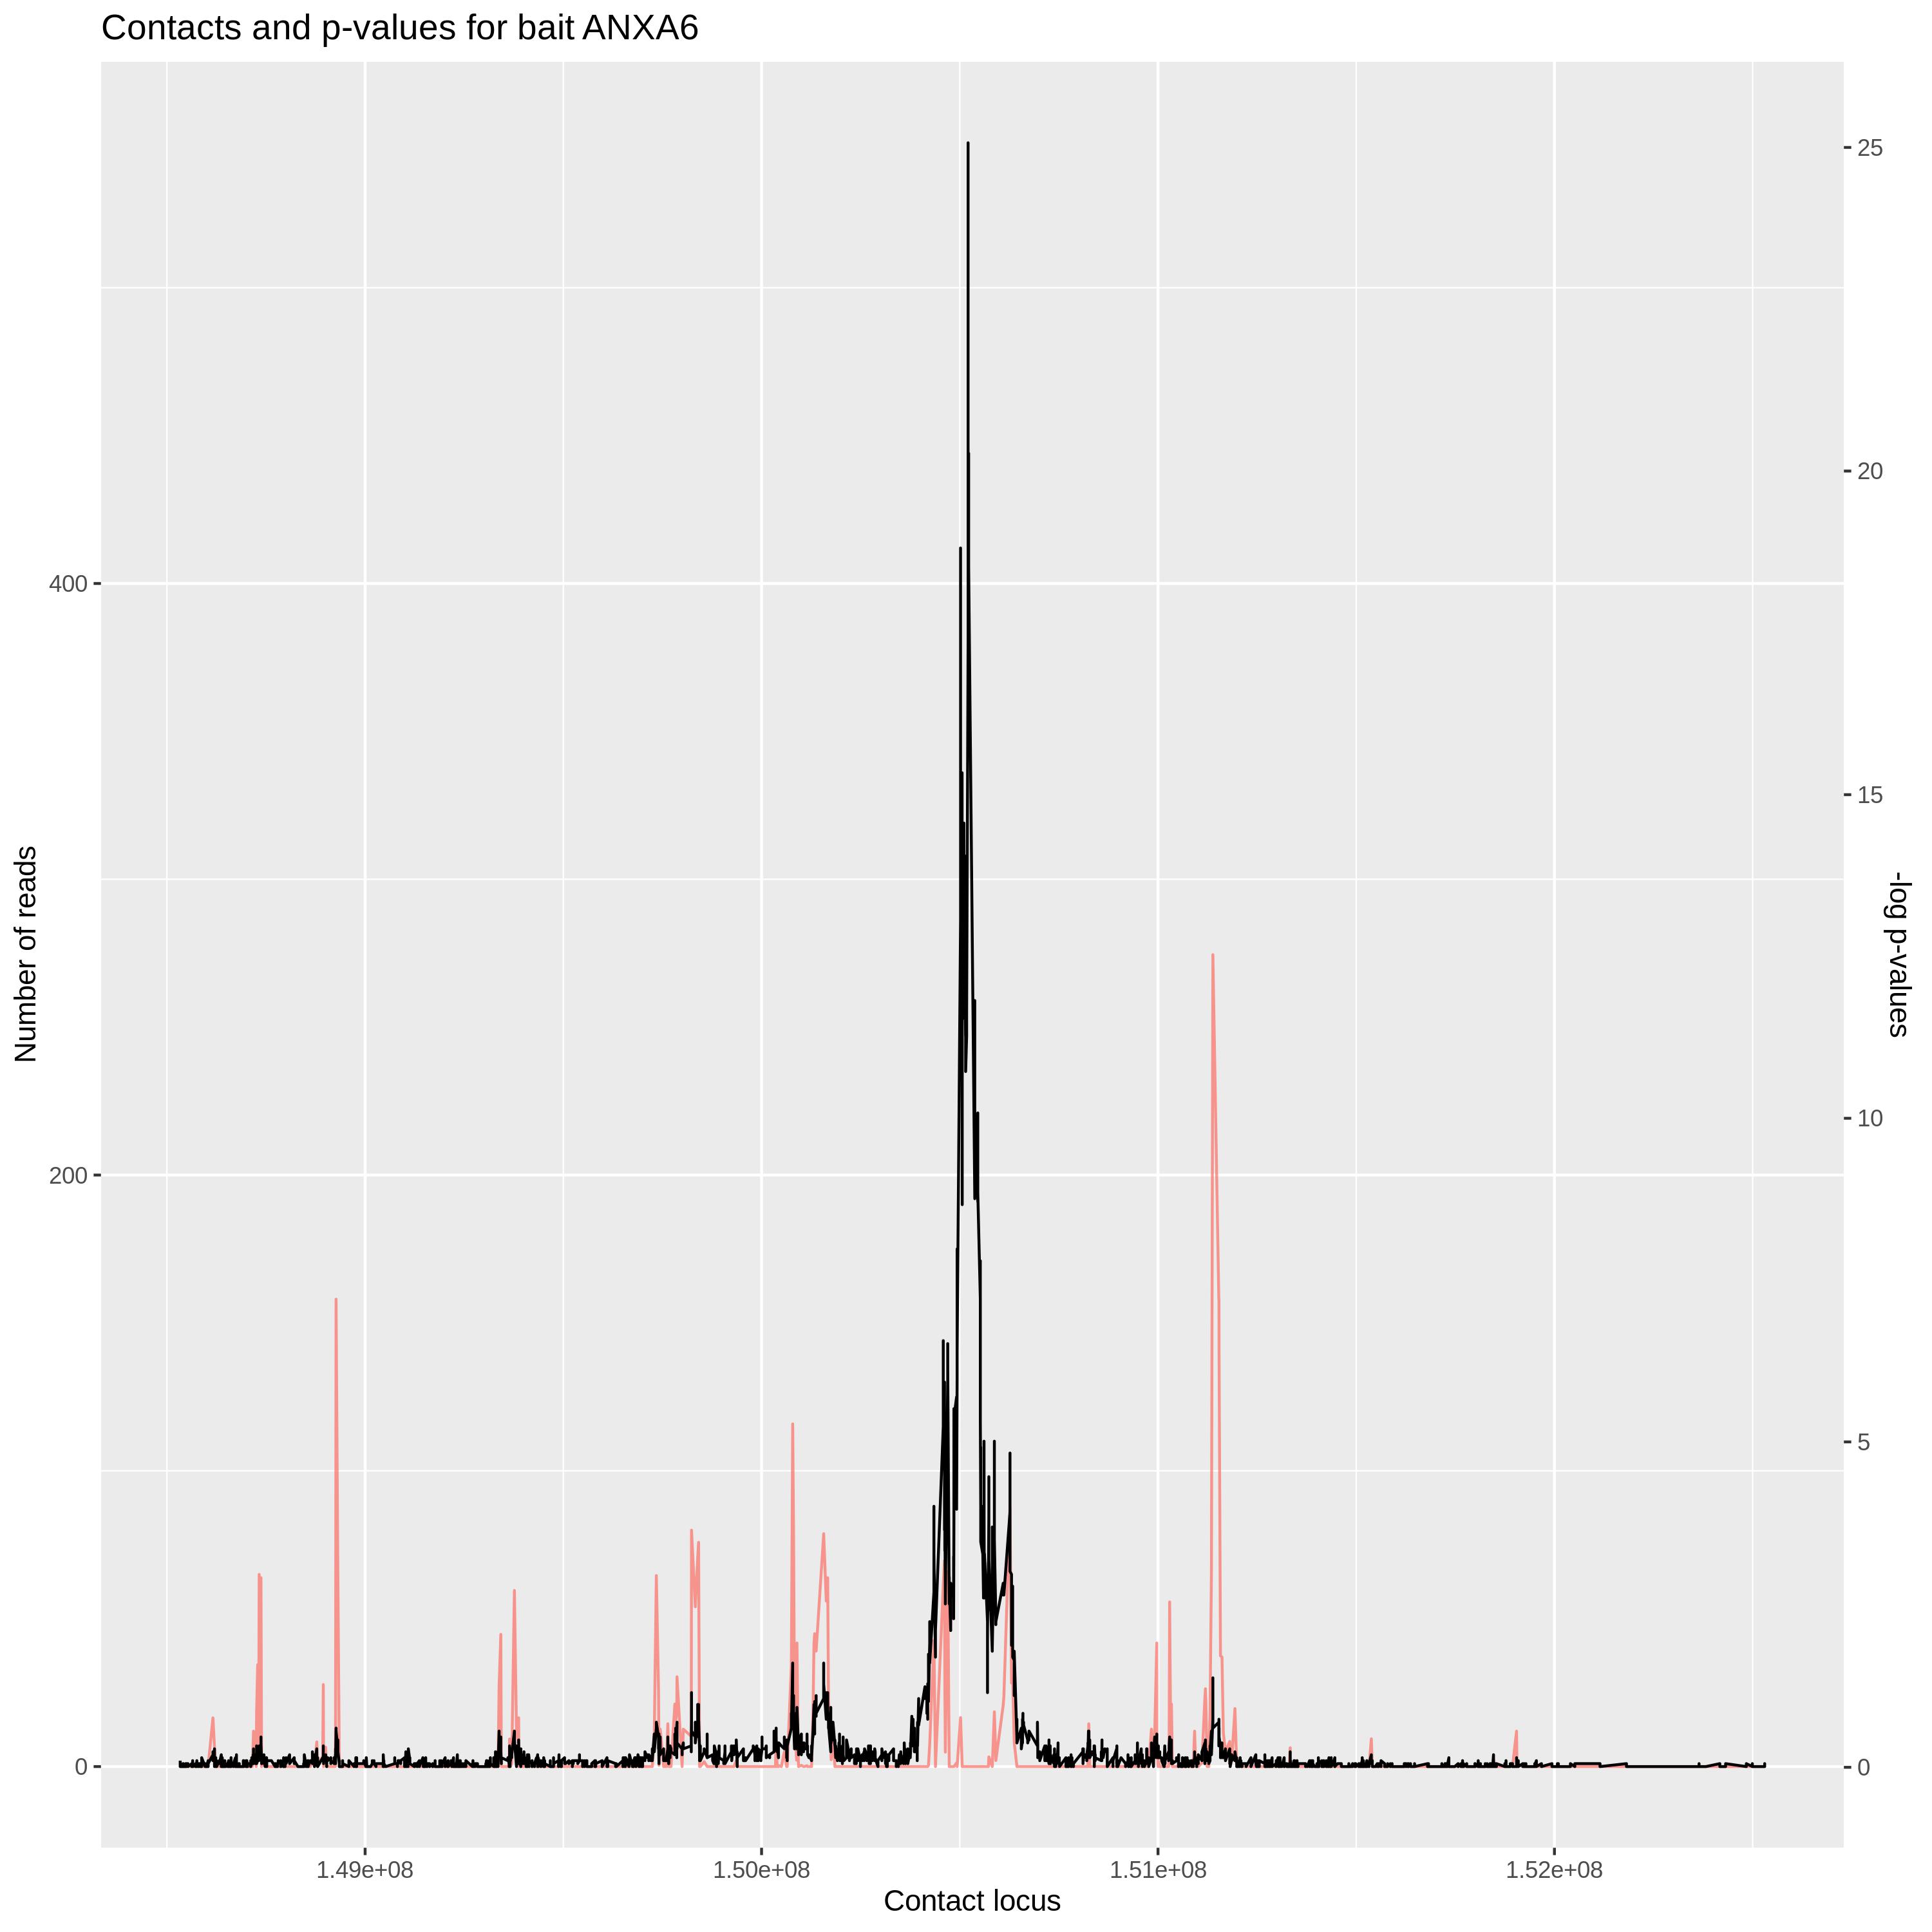 Contacts and p-values for bait ANXA6
25
20
400
15
Number of reads
-log p-values
10
200
5
0
0
1.49e+08
1.50e+08
1.51e+08
1.52e+08
Contact locus